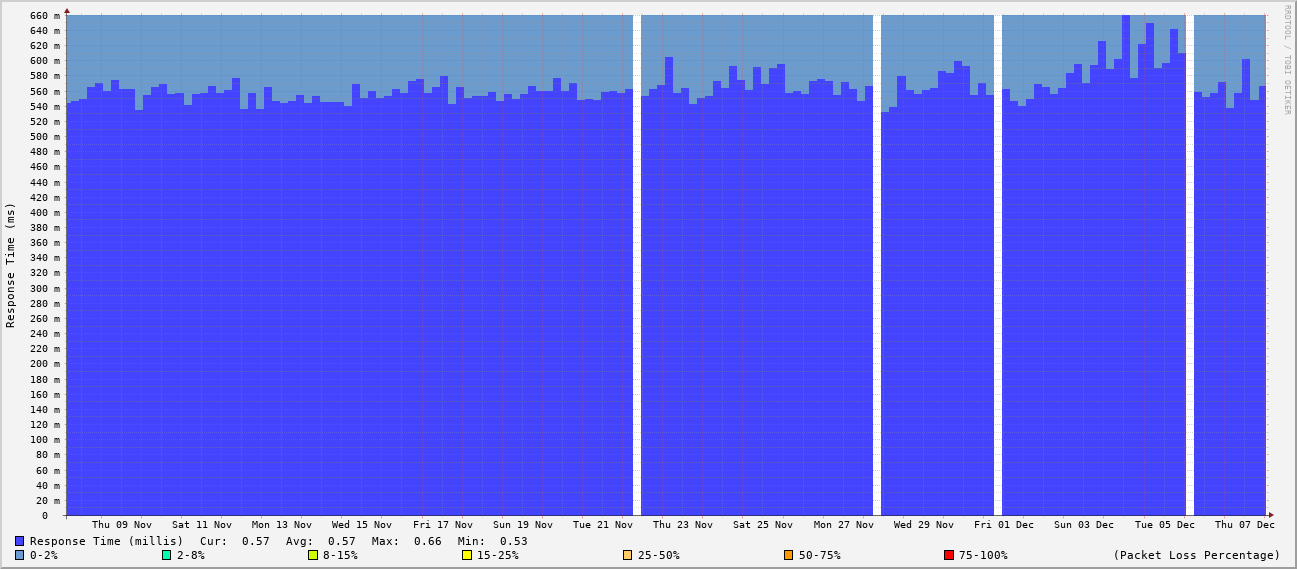 660 m
640 m
620 m
600 m
580 m
560 m
540 m
520 m
500 m
480 m
460 m
440 m
420 m
400 m
380 m
360 m
340 m
320 m
300 m
280 m
260 m
240 m
220 m
200 m
180 m
160 m
140 m
120 m
100 m
80 m
60 m
40 m
20 m
0
Response Time (ms)
RRDTOOL / TOBI OETIKER
Thu 09 Nov Sat 11 Nov Mon 13 Nov Wed 15 Nov Fri 17 Nov Sun 19 Nov Tue 21 Nov Thu 23 Nov Sat 25 Nov Mon 27 Nov Wed 29 Nov Fri 01 Dec Sun 03 Dec Tue 05 Dec Thu 07 Dec
Response Time (millis) Cur: 0.57 Avg: 0.57 Max: 0.66 Min: 0.53
0-2% 2-8% 8-15% 15-25% 25-50% 50-75% 75-100% (Packet Loss Percentage)